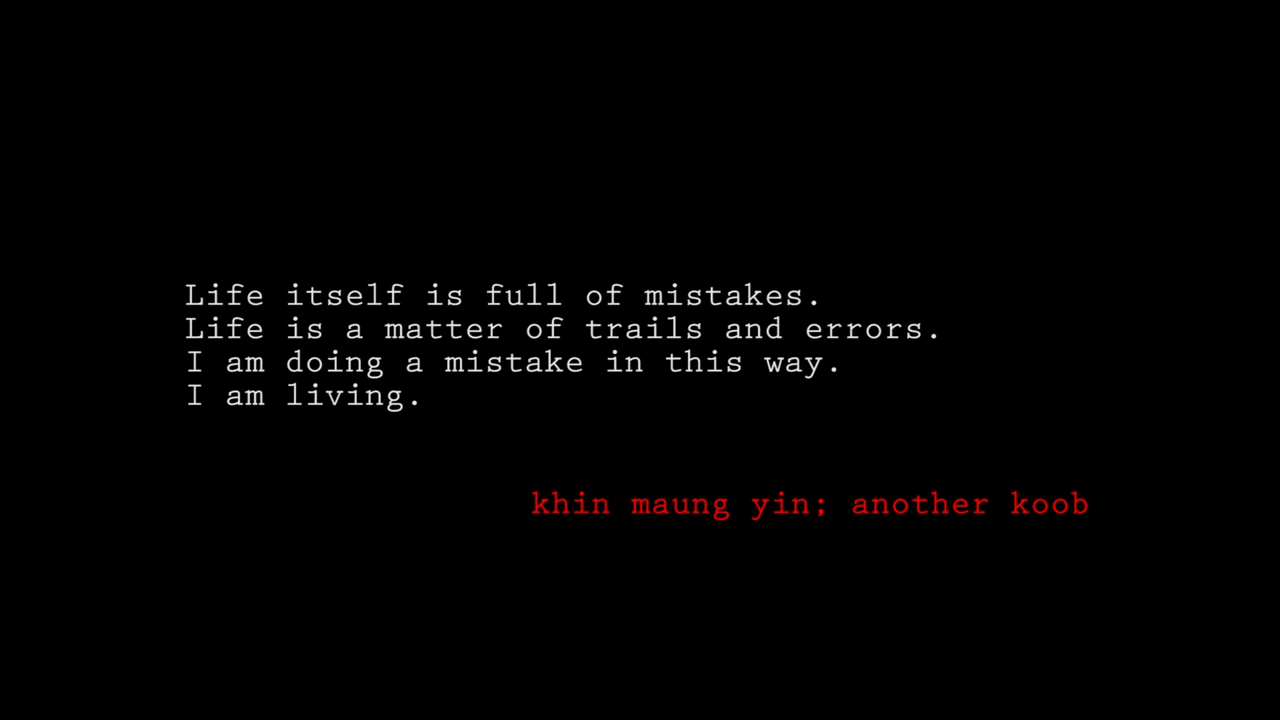 Life itself is full of mistakes.
Life is a matter of trails and errors.
I am doing a mistake in this way.
I am living.
khin maung yin; another koob